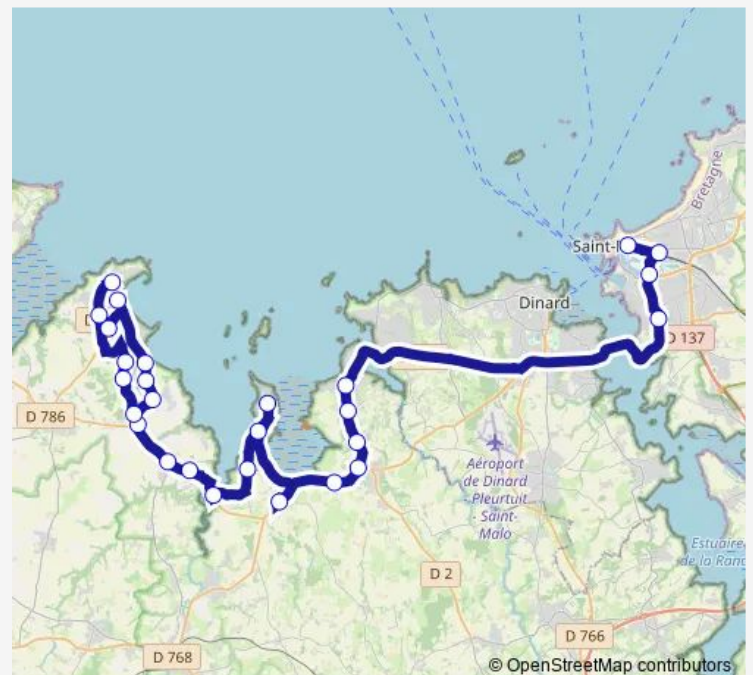 Bretagne
Saint-
Dinard
D 137
D
D 786
Aéroport
de Dinard
- Pleurtuit
- Saint-
Malo
Estuaire
de la Ranc
D 2
D 766
D 768
© OpenStreetMap contributors